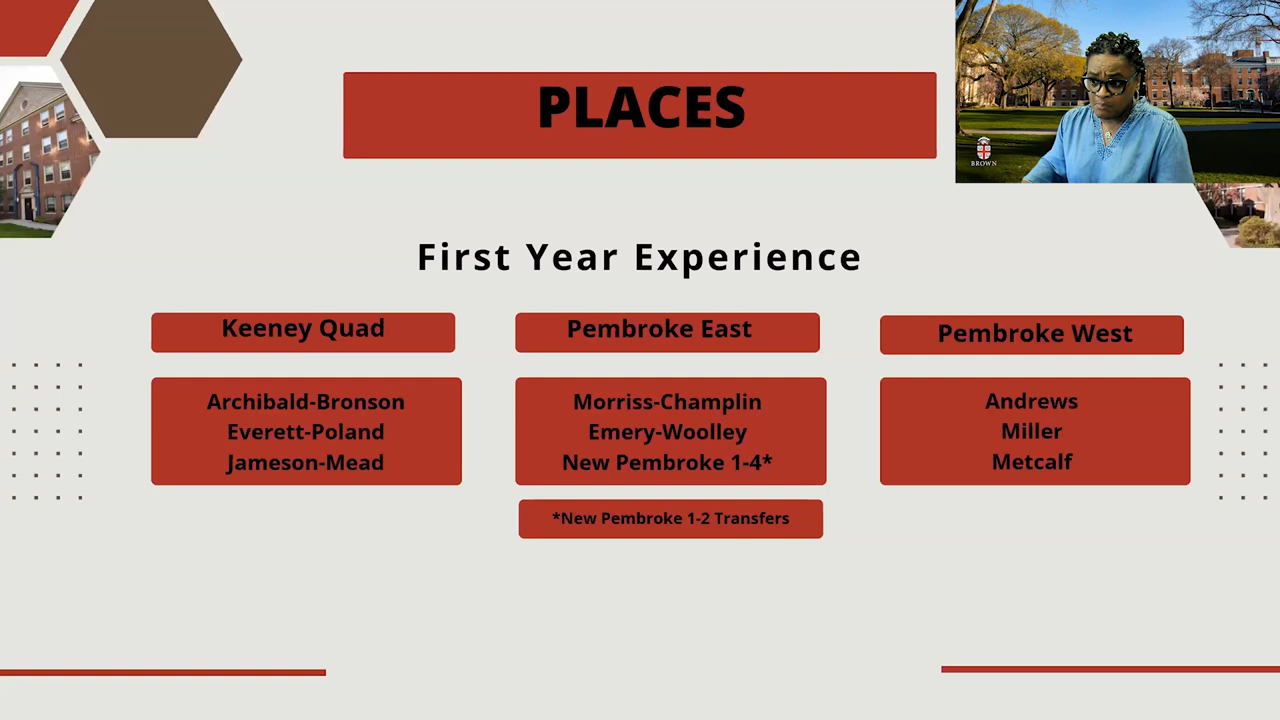 PLACES
BROWN
First Year Experience
Keeney Quad
Archibald-Bronson
Everett-Poland
Jameson-Mead
Pembroke East
Morriss-Champlin
Emery-Woolley
New Pembroke 1-4*
*New Pembroke 1-2 Transfers
Pembroke West
Andrews
Miller
Metcalf